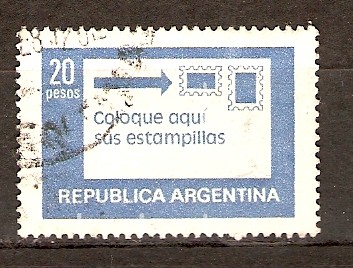 20
pesos
Coloque aquí
sus estampillas
REPUBLICA ARGENTINA